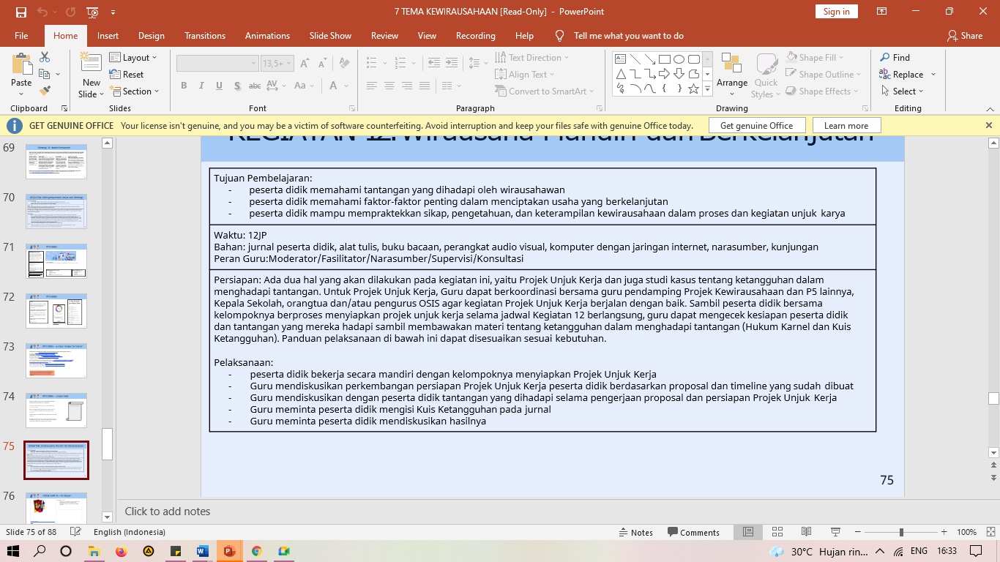 7 TEMA KEWIRAUSAHAAN [Read-Only] - PowerPoint
Sign in
File Home Insert Design Transitions Animations Slide Show Review View Recording Help Tell me what you want to do Share
Paste
Clipboard
New Slide
Layout
Reset
Section
Slides
13,5+
B I U S abc AV Aa A
Font
Text Direction
Align Text
Convert to SmartArt
Paragraph
Arrange
Quick Styles
Shape Fill
Shape Outline
Shape Effects
Drawing
Find
Replace
Select
Editing
GET GENUINE OFFICE Your license isn't genuine, and you may be a victim of software counterfeiting. Avoid interruption and keep your files safe with genuine Office today. Get genuine Office Learn more
69
70
71
72
73
74
75
76
KEGIATAN 12: Wirausaha Mandiri dan Berkelanjutan
Tujuan Pembelajaran:
- peserta didik memahami tantangan yang dihadapi oleh wirausahawan
peserta didik memahami faktor-faktor penting dalam menciptakan usaha yang berkelanjutan
peserta didik mampu mempraktekkan sikap, pengetahuan, dan keterampilan kewirausahaan dalam proses dan kegiatan unjuk karya
Waktu: 12JP
Bahan: jurnal peserta didik, alat tulis, buku bacaan, perangkat audio visual, komputer dengan jaringan internet, narasumber, kunjungan
Peran Guru:Moderator/Fasilitator/Narasumber/Supervisi/Konsultasi
Persiapan: Ada dua hal yang akan dilakukan pada kegiatan ini, yaitu Projek Unjuk Kerja dan juga studi kasus tentang ketangguhan dalam
menghadapi tantangan. Untuk Projek Unjuk Kerja, Guru dapat berkoordinasi bersama guru pendamping Projek Kewirausahaan dan P5 lainnya,
Kepala Sekolah, orangtua dan/atau pengurus OSIS agar kegiatan Projek Unjuk Kerja berjalan dengan baik. Sambil peserta didik bersama
kelompoknya berproses menyiapkan projek unjuk kerja selama jadwal Kegiatan 12 berlangsung, guru dapat mengecek kesiapan peserta didik
dan tantangan yang mereka hadapi sambil membawakan materi tentang ketangguhan dalam menghadapi tantangan (Hukum Karnel dan Kuis
Ketangguhan). Panduan pelaksanaan di bawah ini dapat disesuaikan sesuai kebutuhan.
Pelaksanaan:
- peserta didik bekerja secara mandiri dengan kelompoknya menyiapkan Projek Unjuk Kerja
- Guru mendiskusikan perkembangan persiapan Projek Unjuk Kerja peserta didik berdasarkan proposal dan timeline yang sudah dibuat
- Guru mendiskusikan dengan peserta didik tantangan yang dihadapi selama pengerjaan proposal dan persiapan Projek Unjuk Kerja
Guru meminta peserta didik mengisi Kuis Ketangguhan pada jurnal
- Guru meminta peserta didik mendiskusikan hasilnya
75
Click to add notes
Slide 75 of 88 English (Indonesia) Notes Comments 100%
30°C Hujan rin... ENG 16:33